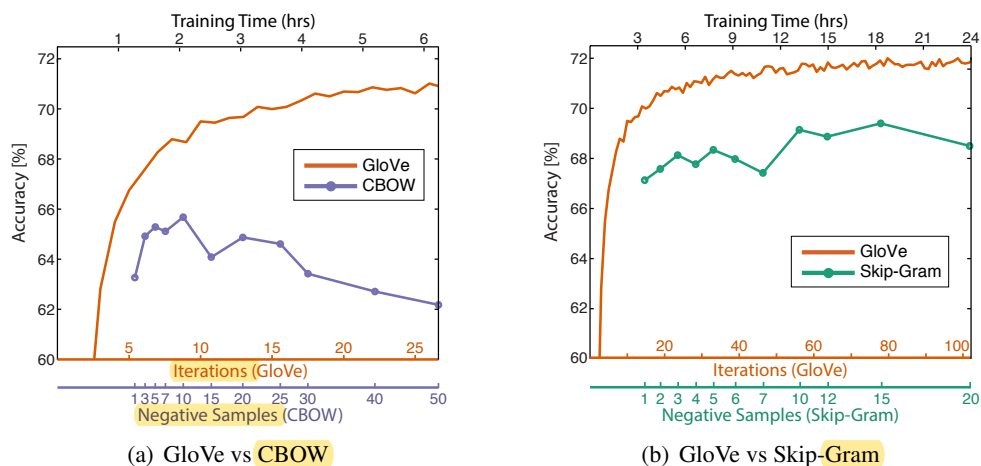 Training Time (hrs)
1 2 3 4 5 6
72
70
68
66
64
62
60
Accuracy [%]
GloVe
CBOW
5 10 15 20 25
Iterations (GloVe)
1 3 5 7 10 15 20 25 30 40 50
Negative Samples (CBOW)
(a) GloVe vs CBOW
Training Time (hrs)
3 6 9 12 15 18 21 24
72
70
68
66
64
62
60
Accuracy [%]
GloVe
Skip-Gram
20 40 60 80 100
Iterations (GloVe)
1 2 3 4 5 6 7 10 12 15 20
Negative Samples (Skip-Gram)
(b) GloVe vs Skip-Gram